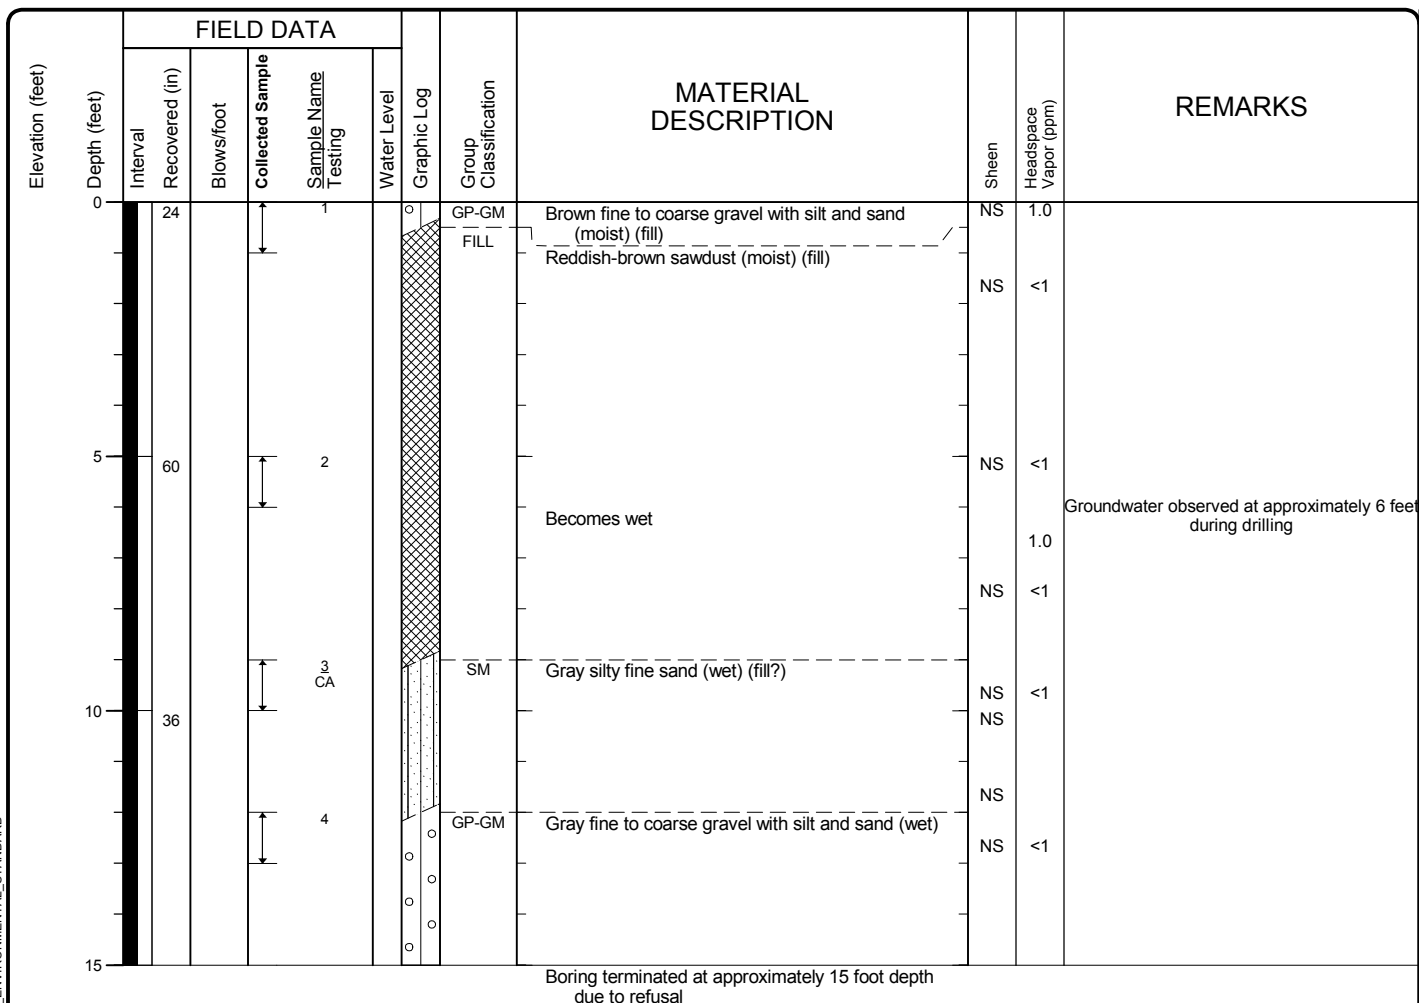 FIELD DATA
Elevation (feet)
Depth (feet)
Interval
Recovered (in)
Blows/foot
Collected Sample
Sample Name
Testing
Water Level
Graphic Log
Group
Classification
MATERIAL
DESCRIPTION
Sheen
Headspace
Vapor (ppm)
REMARKS
0 24 1 GP-GM Brown fine to coarse gravel with silt and sand NS 1.0
(moist) (fill)
FILL
Reddish-brown sawdust (moist) (fill)
NS <1
5 60 2 NS <1
Groundwater observed at approximately 6 feet
during drilling
Becomes wet
1.0
NS <1
3
CA
SM Gray silty fine sand (wet) (fill?)
NS <1
10 36 NS
NS
4 GP-GM Gray fine to coarse gravel with silt and sand (wet)
NS <1
15
Boring terminated at approximately 15 foot depth
due to refusal